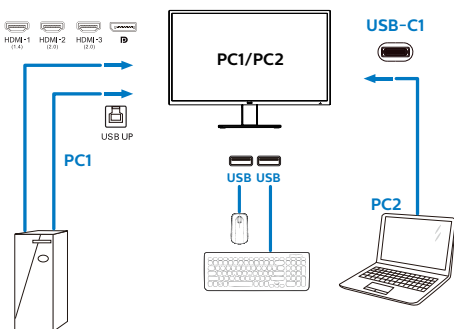 HDMI-1 HDMI-2 HDMI-3
(1.4) (2.0) (2.0)
USB-C1
PC1/PC2
USB UP
PC1
USB USB
PC2